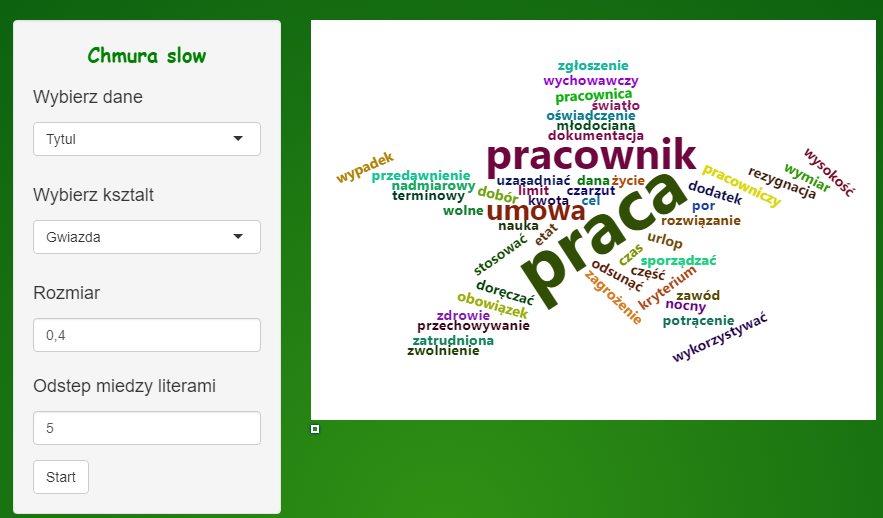 Chmura slow
Wybierz dane
Tytul
Wybierz ksztalt
Gwiazda
Rozmiar
0,4
Odstep miedzy literami
5
Start
zgłoszenie
wychowawczy
pracownica
światło
oświadczenie
młodocianą
dokumentacja
pracownik
wypadek
przedawnienie
nadmiarowy
terminowy
uzasadniać
dana
życie
limit
czarzut
dobór
kwota
cel
wolne
umowa
nauka
etat
stosować
praca
pracowniczy
rezygnacja
wymiar
wysokość
dodatek
por
rozwiązanie
urlop
czas
sporządzać
część
odsunąć
kryterium
zagrożenie
zawód
nocny
potrącenie
wykorzystywać
doręczać
obowiązek
zdrowie
przechowywanie
zatrudniona
zwolnienie